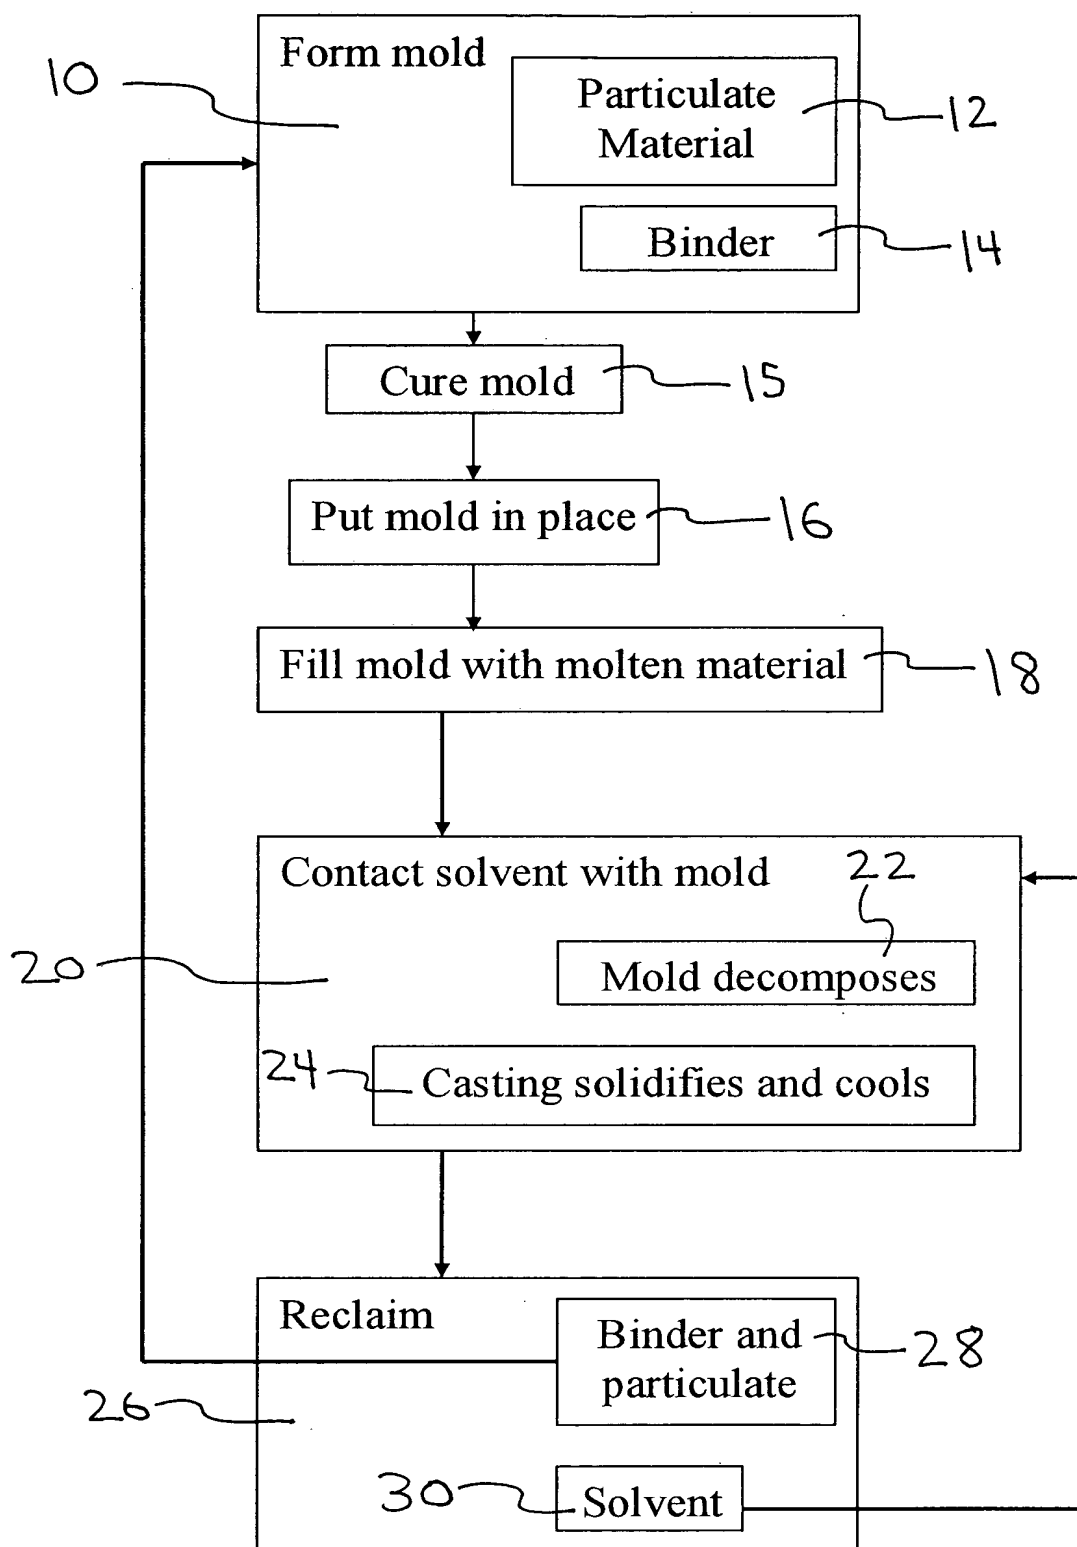 Form mold
10
Particulate
Material
12
Binder
14
Cure mold
15
Put mold in place
16
Fill mold with molten material
18
Contact solvent with mold
22
20
Mold decomposes
24
Casting solidifies and cools
Reclaim
Binder and
particulate
28
26
30
Solvent